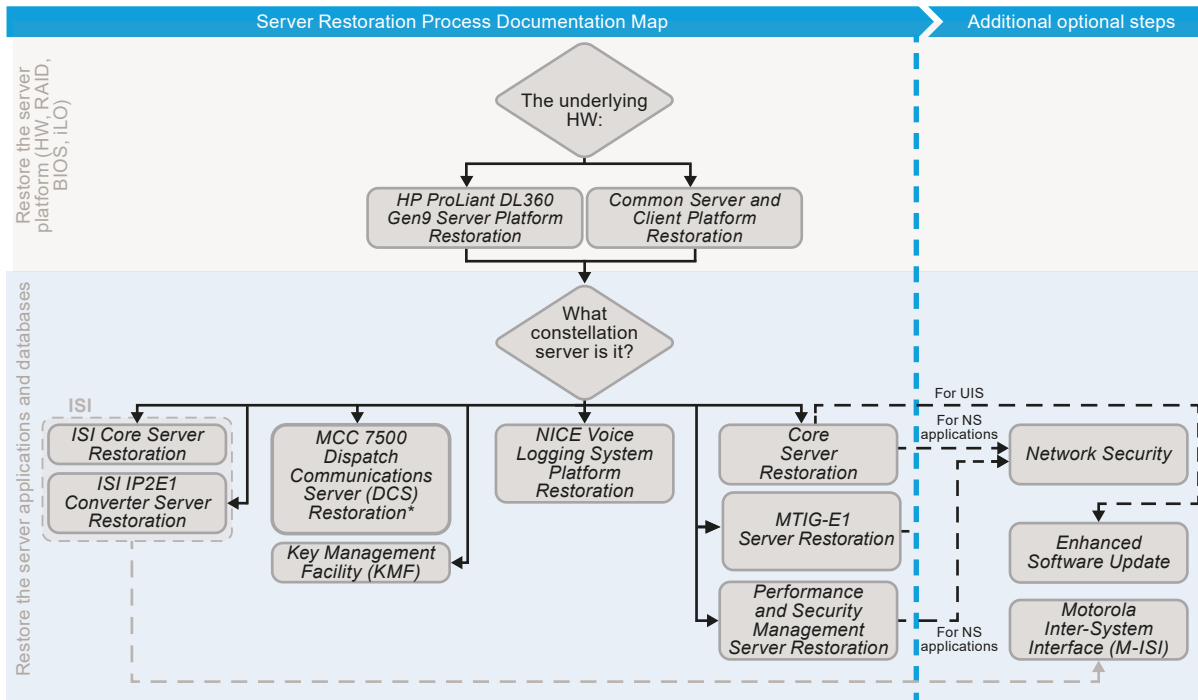 Server Restoration Process Documentation Map
Additional optional steps
Restore the server
platform (HW, RAID,
BIOS, iLO)
The underlying
HW:
HP ProLiant DL360
Gen9 Server Platform
Restoration
Common Server and
Client Platform
Restoration
Restore the server applications and databases
What
constellation
server is it?
ISI
ISI Core Server
Restoration
ISI IP2E1
Converter Server
Restoration
MCC 7500
Dispatch
Communications
Server (DCS)
Restoration*
Key Management
Facility (KMF)
NICE Voice
Logging System
Platform
Restoration
Core
Server
Restoration
MTIG-E1
Server Restoration
Performance
and Security
Management
Server Restoration
For UIS
For NS
applications
For NS
applications
Network Security
Enhanced
Software Update
Motorola
Inter-System
Interface (M-ISI)